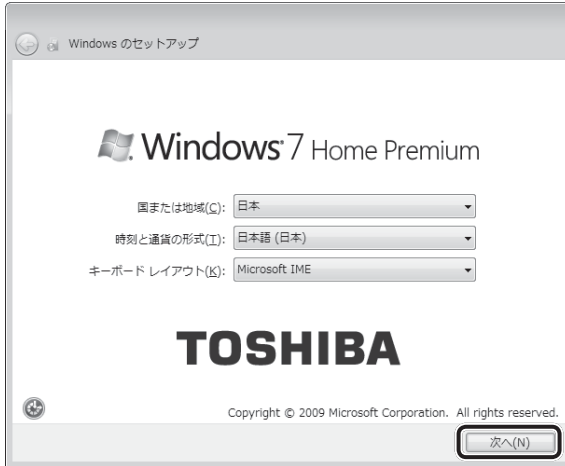 Windows のセットアップ
Windows 7 Home Premium
国または地域(C): 日本
時刻と通貨の形式(T): 日本語 (日本)
キーボード レイアウト(K): Microsoft IME
TOSHIBA
Copyright © 2009 Microsoft Corporation. All rights reserved.
次へ(N)